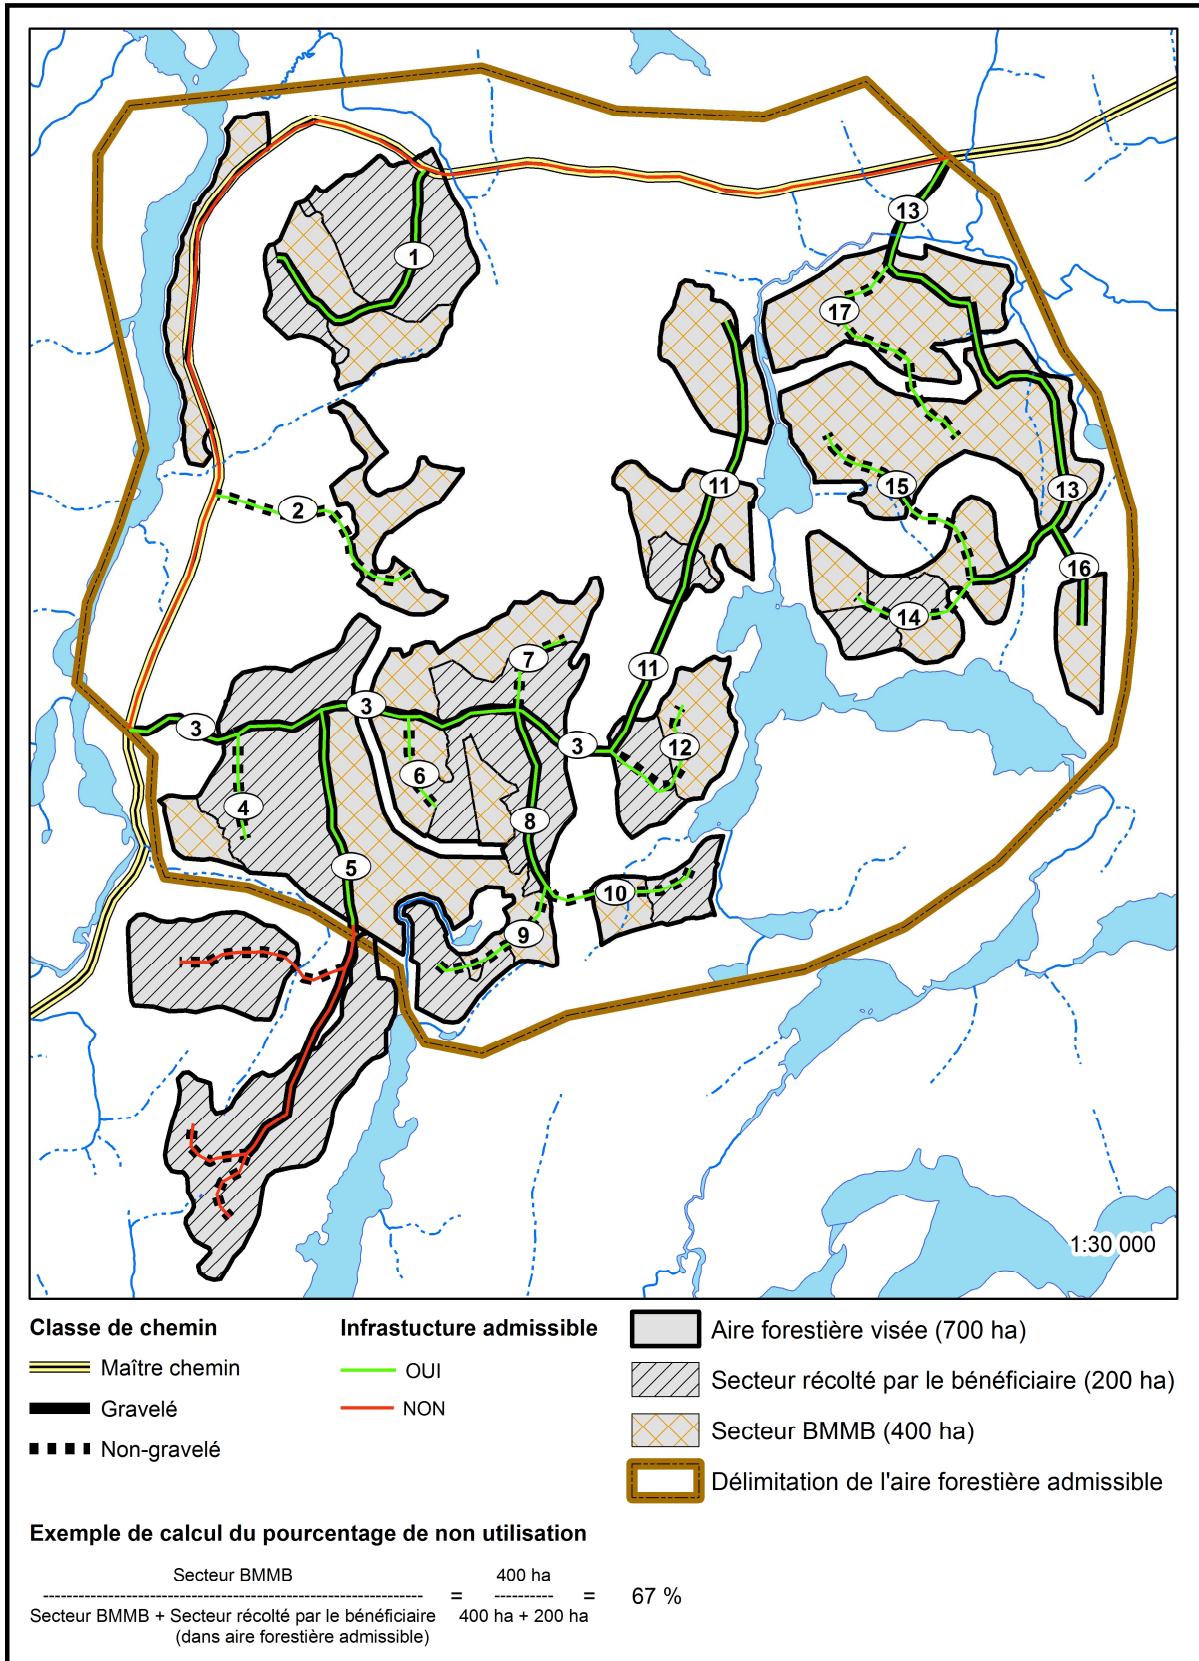 1
13
17
2
11
15
13
16
14
11
7
3
3
3
12
6
4
8
5
10
9
1:30 000
Classe de chemin
Maître chemin
Gravelé
Non-gravelé
Infrastucture admissible
OUI
NON
Aire forestière visée (700 ha)
Secteur récolté par le bénéficiaire (200 ha)
Secteur BMMB (400 ha)
Délimitation de l'aire forestière admissible
Exemple de calcul du pourcentage de non utilisation
Secteur BMMB 400 ha
---------- = ---------- = 67 %
Secteur BMMB + Secteur récolté par le bénéficiaire 400 ha + 200 ha
(dans aire forestière admissible)